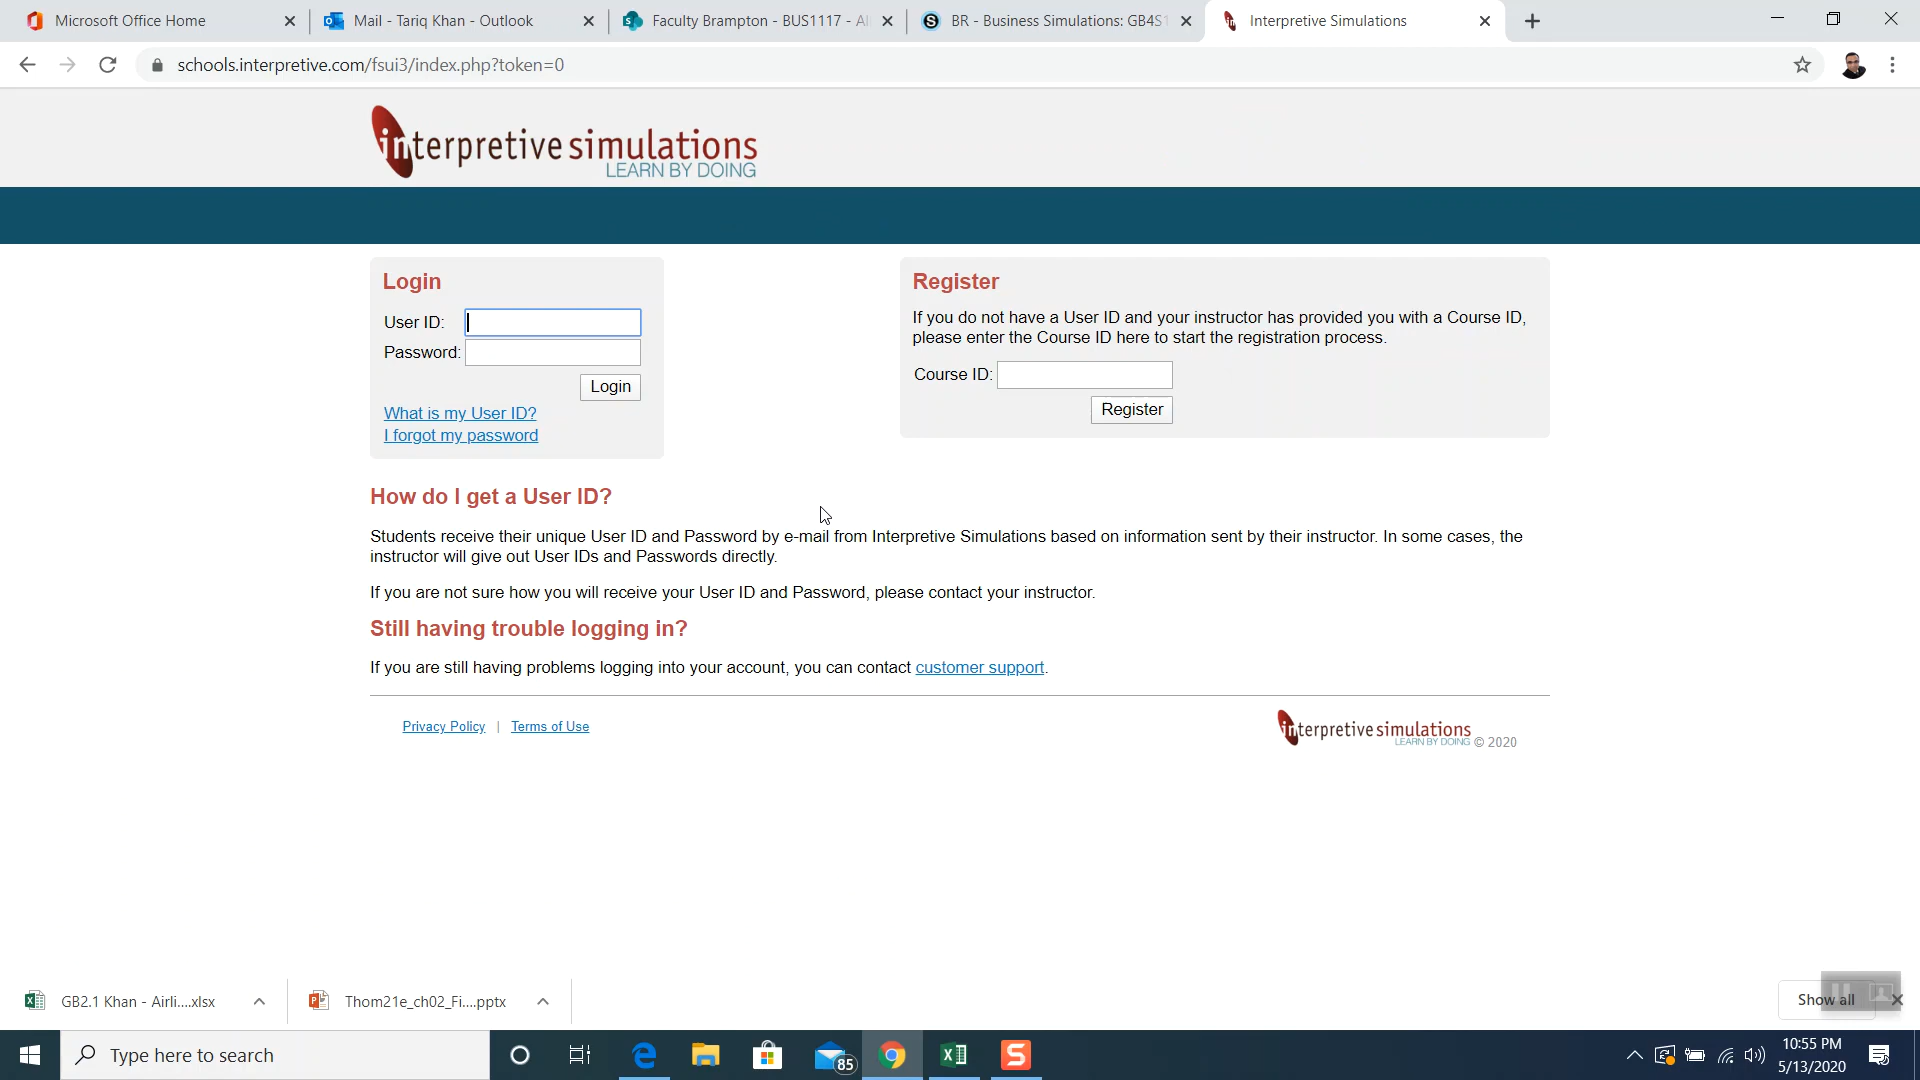 Microsoft Office Home
Mail - Tariq Khan - Outlook
Faculty Brampton - BUS1117 - Al
BR - Business Simulations: GB4S1
Interpretive Simulations
schools.interpretive.com/fsui3/index.php?token=0
interpretive simulations
LEARN BY DOING
Login
User ID:
Password:
Login
What is my User ID?
I forgot my password
Register
If you do not have a User ID and your instructor has provided you with a Course ID,
please enter the Course ID here to start the registration process.
Course ID:
Register
How do I get a User ID?
Students receive their unique User ID and Password by e-mail from Interpretive Simulations based on information sent by their instructor. In some cases, the
instructor will give out User IDs and Passwords directly.
If you are not sure how you will receive your User ID and Password, please contact your instructor.
Still having trouble logging in?
If you are still having problems logging into your account, you can contact customer support.
Privacy Policy | Terms of Use
interpretive simulations
LEARN BY DOING © 2020
GB2.1 Khan - Airli....xlsx
Thom21e_ch02_Fi....pptx
Show all
Type here to search
85
10:55 PM
5/13/2020